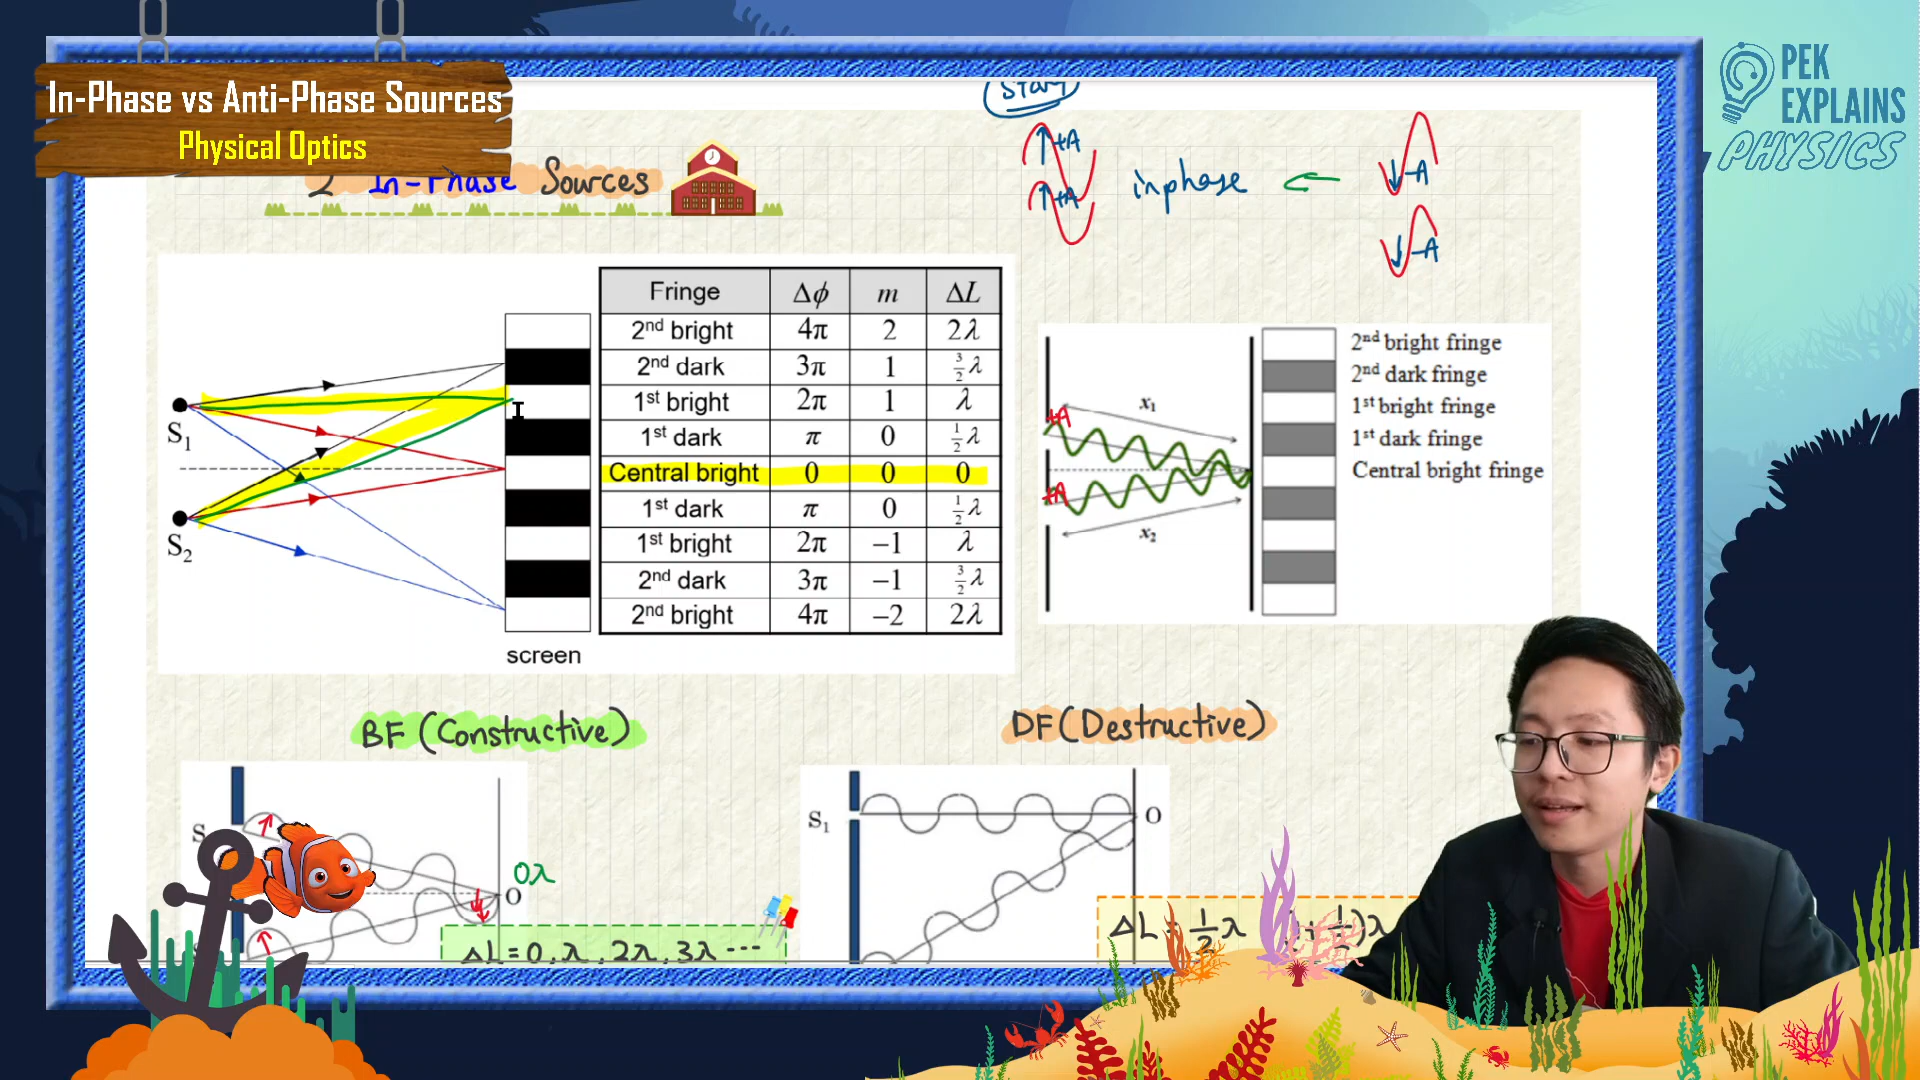 In-Phase vs Anti-Phase Sources
Physical Optics
PEK
EXPLAINS
PHYSICS
Start
2 In-Phase Sources
↑+A
↑+A
inphase ←
↓-A
↓-A
Fringe Δϕ m ΔL
2nd bright 4π 2 2λ
2nd dark 3π 1 3/2 λ
1st bright 2π 1 λ
1st dark π 0 1/2 λ
Central bright 0 0 0
1st dark π 0 1/2 λ
1st bright 2π −1 λ
2nd dark 3π −1 3/2 λ
2nd bright 4π −2 2λ
S1
S2
screen
+A
+A
x1
x2
2nd bright fringe
2nd dark fringe
1st bright fringe
1st dark fringe
Central bright fringe
BF (Constructive)
DF (Destructive)
S
O
0λ
ΔL = 0, λ, 2λ, 3λ ...
S1
O
ΔL = 1/2 λ